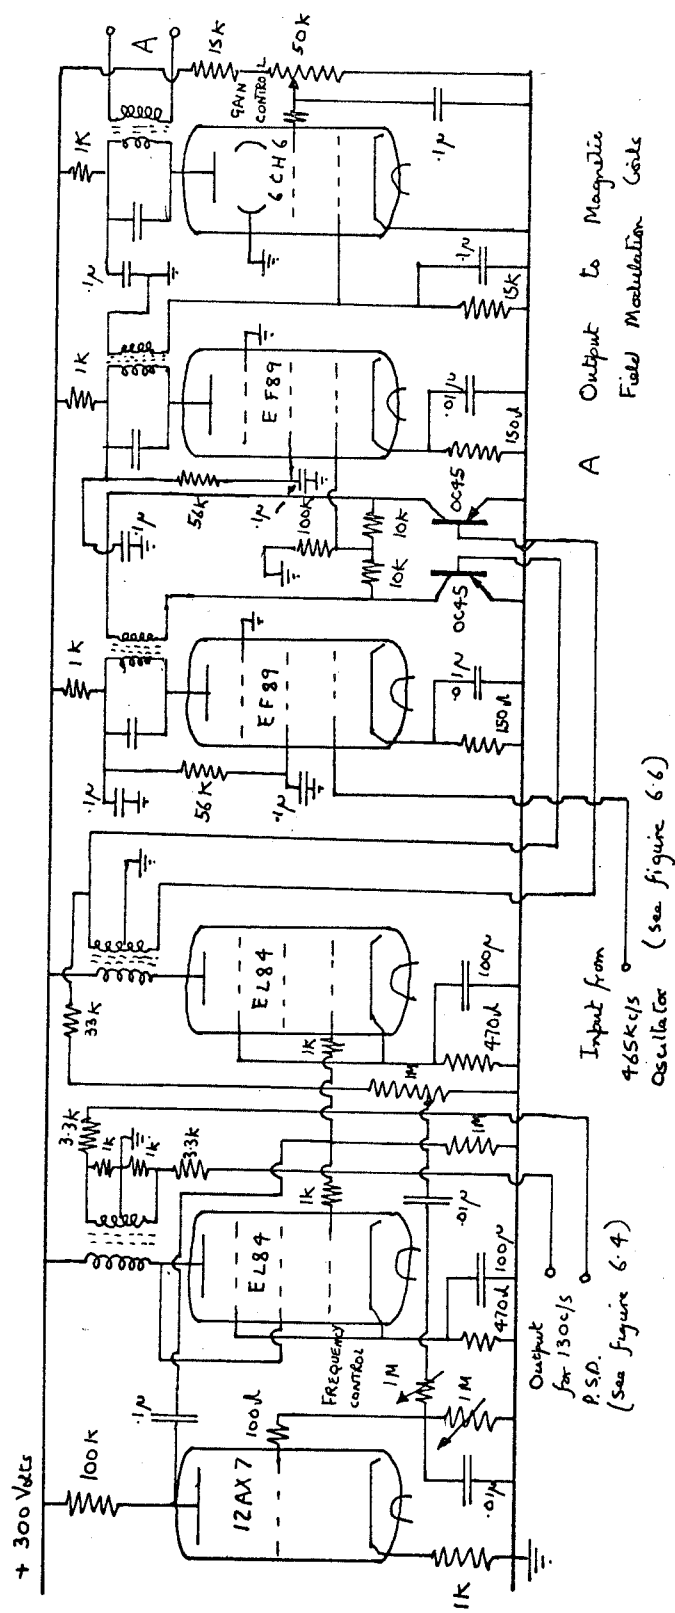 + 300 Volts
100K
12AX7
1K
.1μ
100Ω
FREQUENCY
CONTROL
1M
1M
.01μ
.01μ
EL84
1K
470Ω
100μ
3.3K
1K
1K
3.3K
33K
1M
1M
1K
EL84
470Ω
100μ
Output
for 130c/s
P.S.D.
(see figure 6.4)
Input from
465Kc/s
Oscillator (see figure 6.6)
1K
.1μ
56K
.1μ
EF89
150Ω
.01μ
.1μ
56K
.1μ
100K
10K
10K
OC45
OC45
1K
EF89
150Ω
.01μ
.1μ
1K
6CH6
15K
.1μ
GAIN
CONTROL
15K
50K
.1μ
A
A Output to Magnetic
Field Modulation Coils